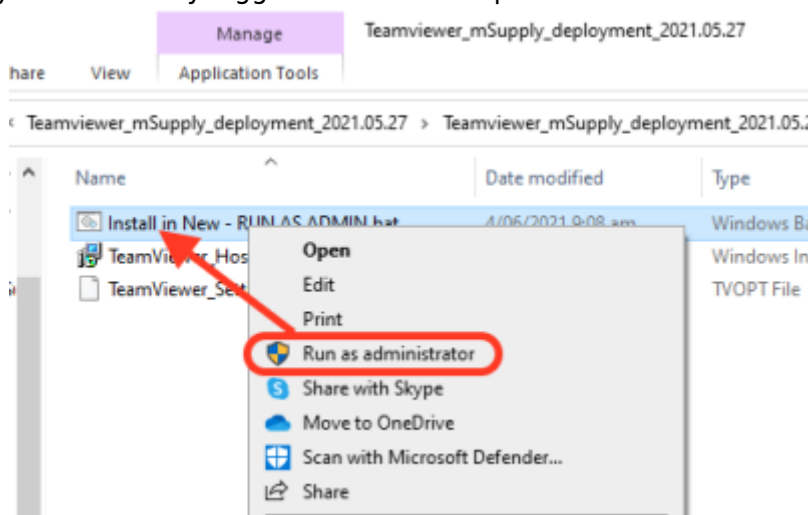 Manage Teamviewer_mSupply_deployment_2021.05.27
hare View Application Tools
Teamviewer_mSupply_deployment_2021.05.27 > Teamviewer_mSupply_deployment_2021.05.
Name Date modified Type
Install in New - RUN AS ADMIN.bat 4/06/2021 9:08 am Windows Ba
TeamViewer_Hos Windows In
TeamViewer_Sett TVOPT File
Open
Edit
Print
Run as administrator
Share with Skype
Move to OneDrive
Scan with Microsoft Defender...
Share